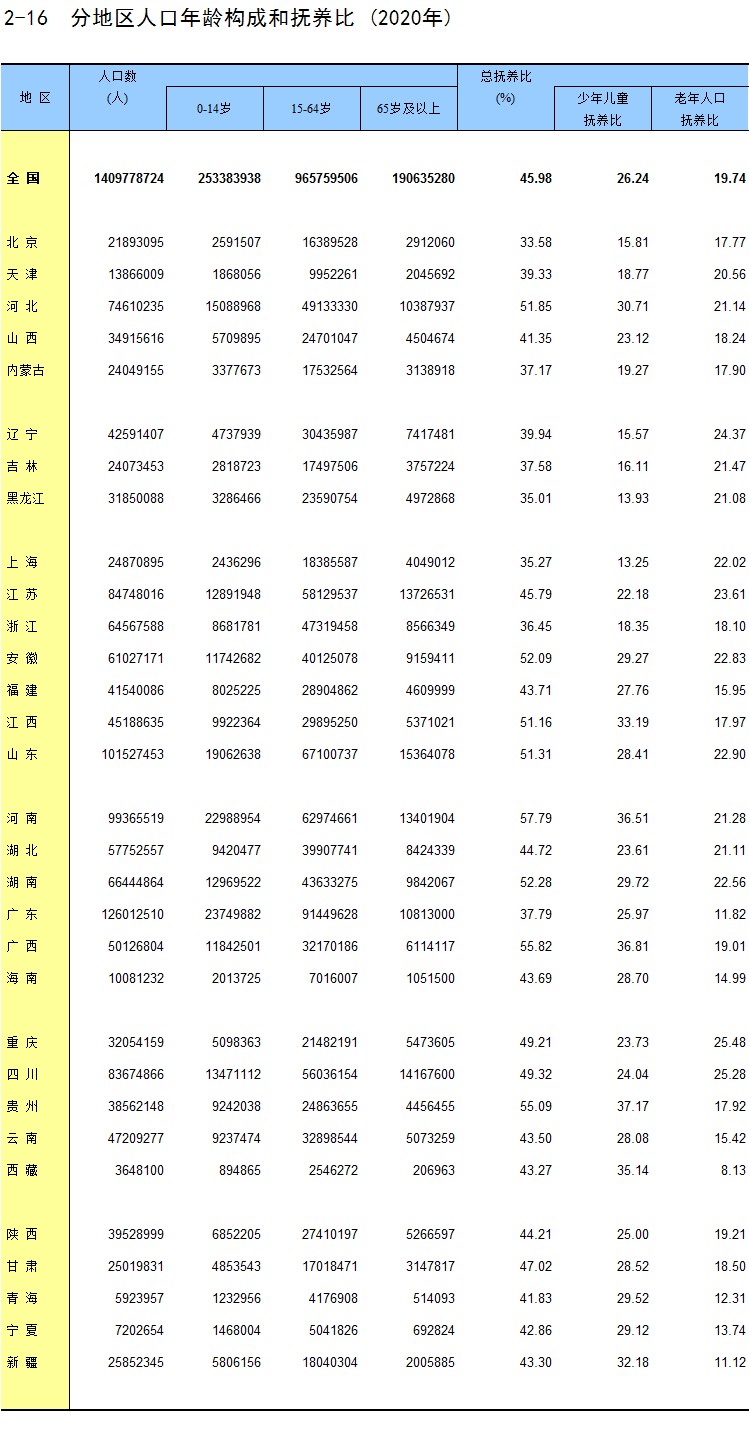 2-16 分地区人口年龄构成和抚养比 (2020年)
地 区 人口数 (人) 0-14岁 15-64岁 65岁及以上 总抚养比 (%) 少年儿童 抚养比 老年人口 抚养比
全 国 1409778724 253383938 965759506 190635280 45.98 26.24 19.74
北 京 21893095 2591507 16389528 2912060 33.58 15.81 17.77
天 津 13866009 1868056 9952261 2045692 39.33 18.77 20.56
河 北 74610235 15088968 49133330 10387937 51.85 30.71 21.14
山 西 34915616 5709895 24701047 4504674 41.35 23.12 18.24
内蒙古 24049155 3377673 17532564 3138918 37.17 19.27 17.90
辽 宁 42591407 4737939 30435987 7417481 39.94 15.57 24.37
吉 林 24073453 2818723 17497506 3757224 37.58 16.11 21.47
黑龙江 31850088 3286466 23590754 4972868 35.01 13.93 21.08
上 海 24870895 2436296 18385587 4049012 35.27 13.25 22.02
江 苏 84748016 12891948 58129537 13726531 45.79 22.18 23.61
浙 江 64567588 8681781 47319458 8566349 36.45 18.35 18.10
安 徽 61027171 11742682 40125078 9159411 52.09 29.27 22.83
福 建 41540086 8025225 28904862 4609999 43.71 27.76 15.95
江 西 45188635 9922364 29895250 5371021 51.16 33.19 17.97
山 东 101527453 19062638 67100737 15364078 51.31 28.41 22.90
河 南 99365519 22988954 62974661 13401904 57.79 36.51 21.28
湖 北 57752557 9420477 39907741 8424339 44.72 23.61 21.11
湖 南 66444864 12969522 43633275 9842067 52.28 29.72 22.56
广 东 126012510 23749882 91449628 10813000 37.79 25.97 11.82
广 西 50126804 11842501 32170186 6114117 55.82 36.81 19.01
海 南 10081232 2013725 7016007 1051500 43.69 28.70 14.99
重 庆 32054159 5098363 21482191 5473605 49.21 23.73 25.48
四 川 83674866 13471112 56036154 14167600 49.32 24.04 25.28
贵 州 38562148 9242038 24863655 4456455 55.09 37.17 17.92
云 南 47209277 9237474 32898544 5073259 43.50 28.08 15.42
西 藏 3648100 894865 2546272 206963 43.27 35.14 8.13
陕 西 39528999 6852205 27410197 5266597 44.21 25.00 19.21
甘 肃 25019831 4853543 17018471 3147817 47.02 28.52 18.50
青 海 5923957 1232956 4176908 514093 41.83 29.52 12.31
宁 夏 7202654 1468004 5041826 692824 42.86 29.12 13.74
新 疆 25852345 5806156 18040304 2005885 43.30 32.18 11.12